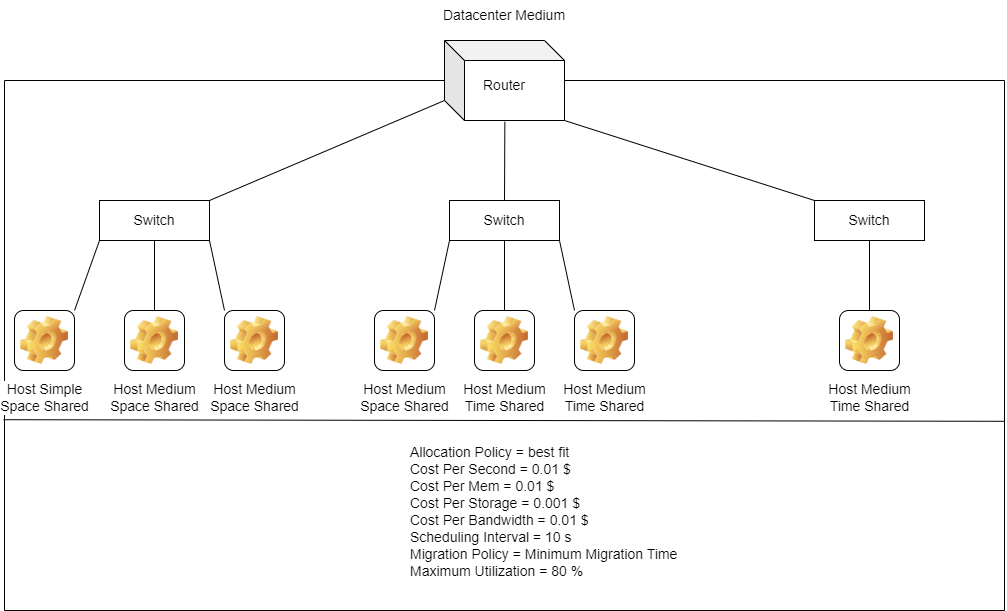 Datacenter Medium
Router
Switch
Switch
Switch
Host Simple
Space Shared
Host Medium
Space Shared
Host Medium
Space Shared
Host Medium
Space Shared
Host Medium
Time Shared
Host Medium
Time Shared
Host Medium
Time Shared
Allocation Policy = best fit
Cost Per Second = 0.01 $
Cost Per Mem = 0.01 $
Cost Per Storage = 0.001 $
Cost Per Bandwidth = 0.01 $
Scheduling Interval = 10 s
Migration Policy = Minimum Migration Time
Maximum Utilization = 80 %